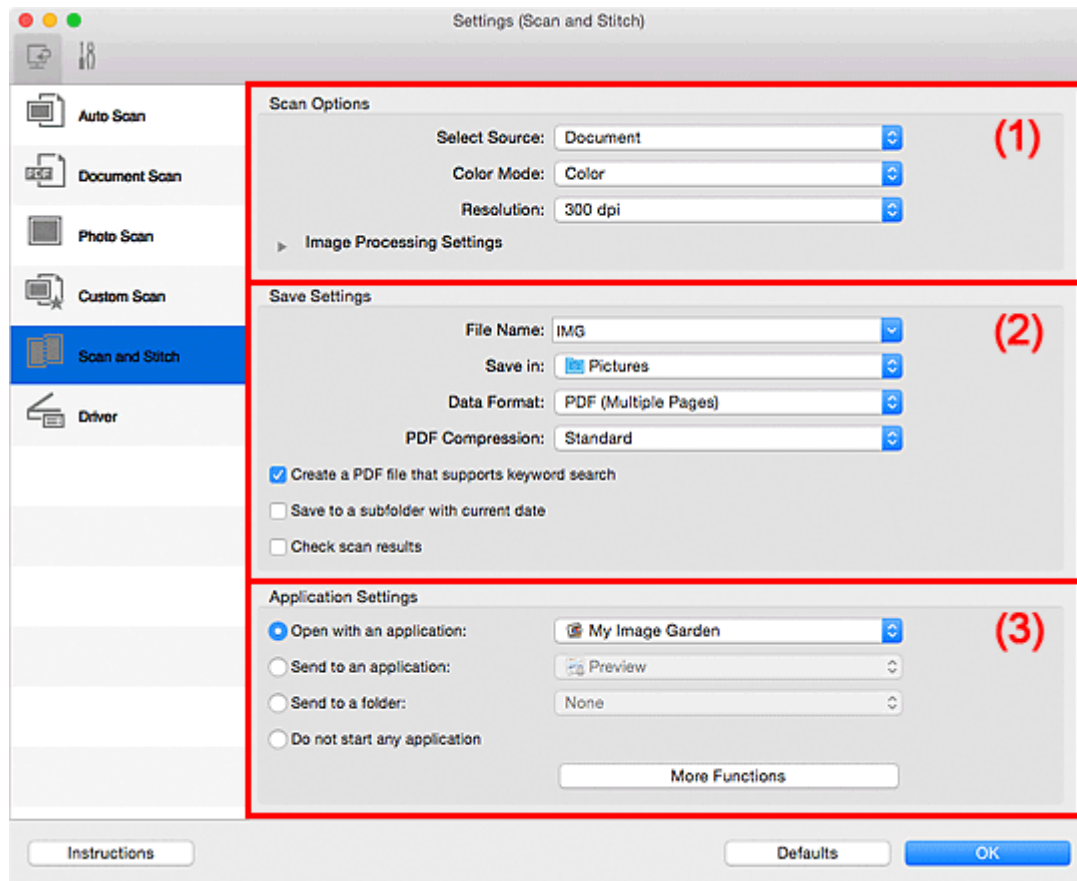 Settings (Scan and Stitch)
Auto Scan
Document Scan
Photo Scan
Custom Scan
Scan and Stitch
Driver
Scan Options
(1)
Select Source: Document
Color Mode: Color
Resolution: 300 dpi
Image Processing Settings
Save Settings
(2)
File Name: IMG
Save in: Pictures
Data Format: PDF (Multiple Pages)
PDF Compression: Standard
Create a PDF file that supports keyword search
Save to a subfolder with current date
Check scan results
Application Settings
(3)
Open with an application: My Image Garden
Send to an application: Preview
Send to a folder: None
Do not start any application
More Functions
Instructions
Defaults
OK